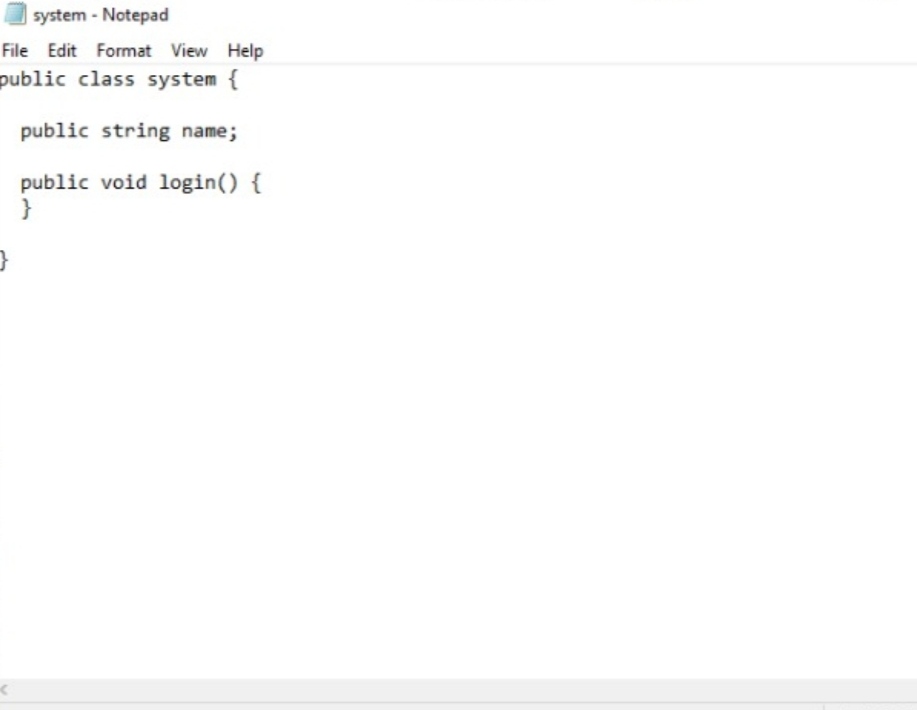 system - Notepad
File Edit Format View Help
public class system {
public string name;
public void login() {
}
}